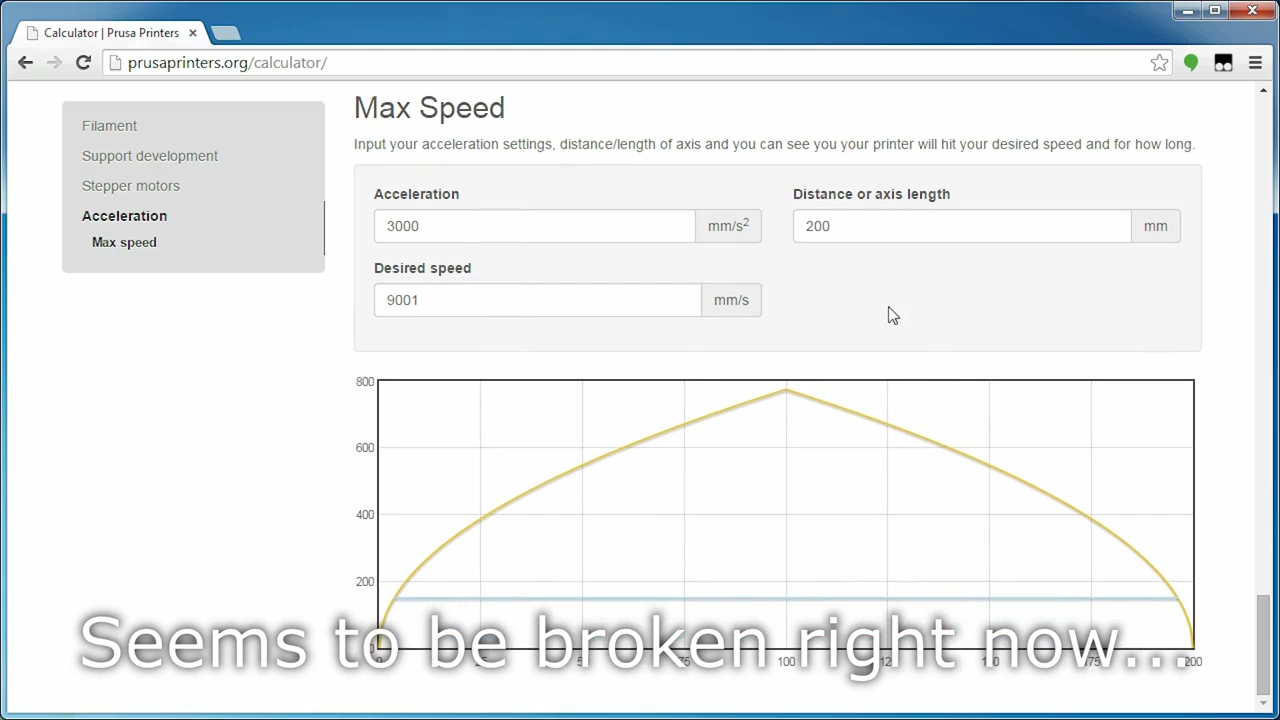 Calculator | Prusa Printers
prusaprinters.org/calculator/
Filament
Support development
Stepper motors
Acceleration
Max speed
Max Speed
Input your acceleration settings, distance/length of axis and you can see you your printer will hit your desired speed and for how long.
Acceleration
3000 mm/s²
Distance or axis length
200 mm
Desired speed
9001 mm/s
800
600
400
200
0
100
200
Seems to be broken right now...